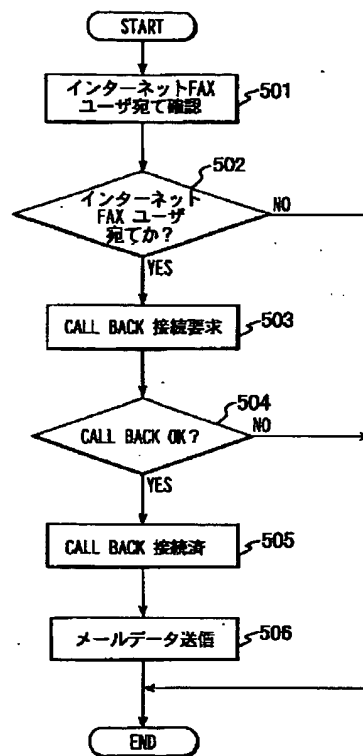 START
インターネットFAX
ユーザ宛て確認
501
502
インターネット
FAX ユーザ
宛てか？
NO
YES
CALL BACK 接続要求
503
504
CALL BACK OK？
NO
YES
CALL BACK 接続済
505
メールデータ送信
506
END